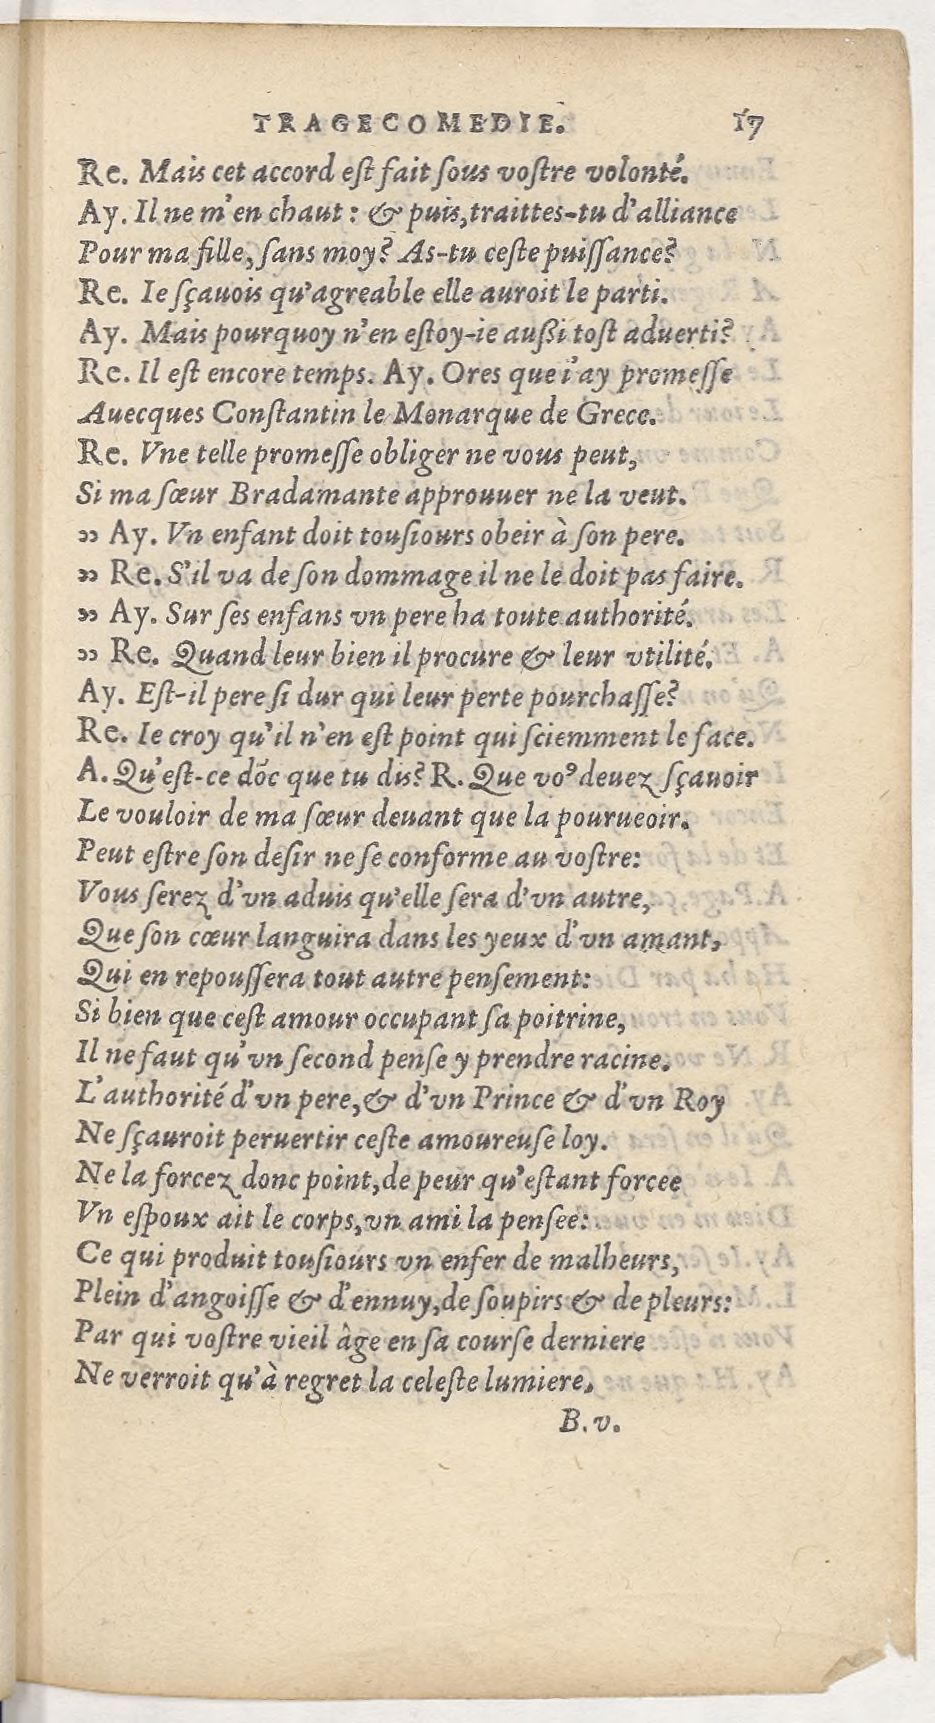 TRAGECOMEDIE. 17
Re. Mais cet accord eſt fait ſous voſtre volonté.
Ay. Il ne m'en chaut : & puis, traittes-tu d'alliance
Pour ma fille, ſans moy? As-tu ceſte puiſſance?
Re. Ie ſçauois qu'agreable elle auroit le parti.
Ay. Mais pourquoy n'en eſtoy-ie außi toſt aduerti?
Re. Il eſt encore temps. Ay. Ores que i'ay promeſſe
Auecques Conſtantin le Monarque de Grece.
Re. Vne telle promeſſe obliger ne vous peut,
Si ma ſœur Bradamante approuuer ne la veut.
„ Ay. Vn enfant doit touſiours obeir à ſon pere.
„ Re. S'il va de ſon dommage il ne le doit pas faire.
„ Ay. Sur ſes enfans vn pere ha toute authorité.
„ Re. Quand leur bien il procure & leur vtilité.
Ay. Eſt-il pere ſi dur qui leur perte pourchaſſe?
Re. Ie croy qu'il n'en eſt point qui ſciemment le face.
A. Qu'eſt-ce dōc que tu dis? R. Que voꝰ deuez ſçauoir
Le vouloir de ma ſœur deuant que la pourueoir.
Peut eſtre ſon deſir ne ſe conforme au voſtre:
Vous ſerez d'vn aduis qu'elle ſera d'vn autre,
Que ſon cœur languira dans les yeux d'vn amant,
Qui en repouſſera tout autre penſement:
Si bien que ceſt amour occupant ſa poitrine,
Il ne faut qu'vn ſecond penſe y prendre racine.
L'authorité d'vn pere, & d'vn Prince & d'vn Roy
Ne ſçauroit peruertir ceſte amoureuſe loy.
Ne la forcez donc point, de peur qu'eſtant forcee
Vn eſpoux ait le corps, vn ami la penſee:
Ce qui produit touſiours vn enfer de malheurs,
Plein d'angoiſſe & d'ennuy, de ſoupirs & de pleurs:
Par qui voſtre vieil âge en ſa courſe derniere
Ne verroit qu'à regret la celeſte lumiere.
B. v.